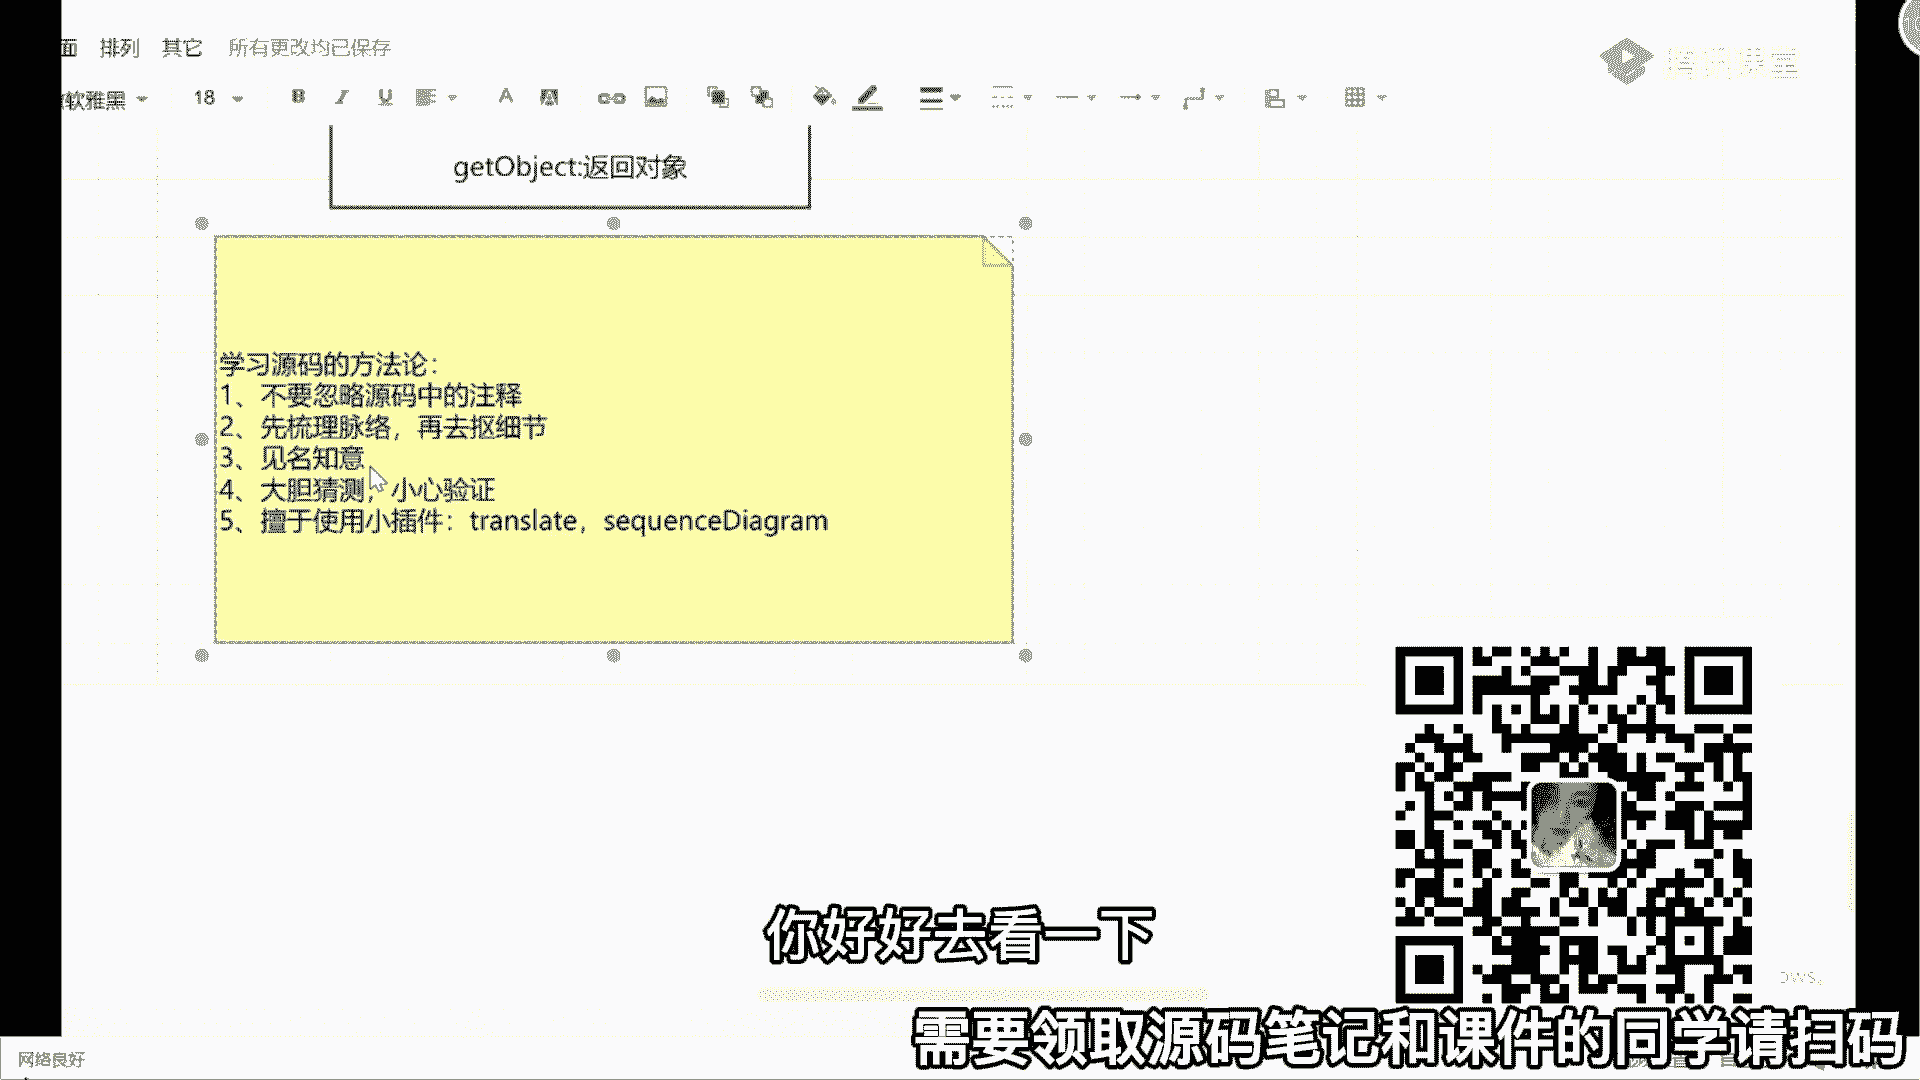 面 排列 其它 所有更改均已保存
软雅黑 18 B I U A A
腾讯课堂
getObject:返回对象
学习源码的方法论：
1、不要忽略源码中的注释
2、先梳理脉络，再去抠细节
3、见名知意
4、大胆猜测，小心验证
5、擅于使用小插件：translate，sequenceDiagram
你好好去看一下
需要领取源码笔记和课件的同学请扫码
网络良好